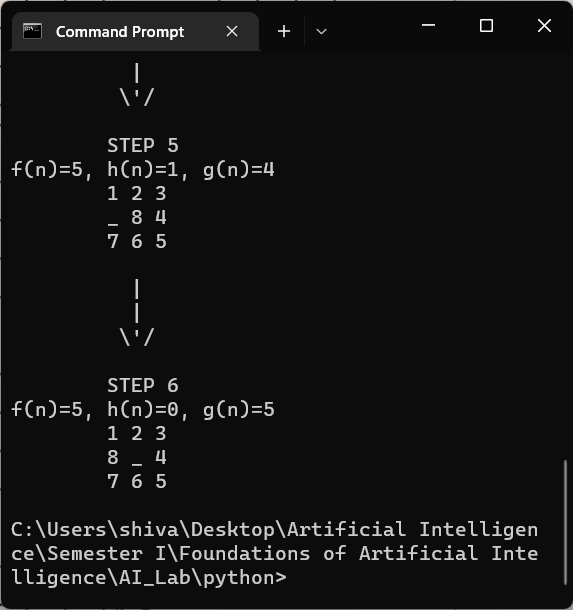 Command Prompt
|
\'/
STEP 5
f(n)=5, h(n)=1, g(n)=4
1 2 3
_ 8 4
7 6 5
|
|
\'/
STEP 6
f(n)=5, h(n)=0, g(n)=5
1 2 3
8 _ 4
7 6 5
C:\Users\shiva\Desktop\Artificial Intelligen
ce\Semester I\Foundations of Artificial Inte
lligence\AI_Lab\python>